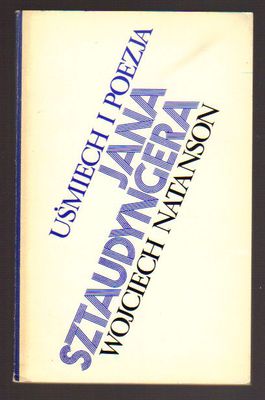 UŚMIECH I POEZJA
JANA
SZTAUDYNGERA
WOJCIECH NATANSON